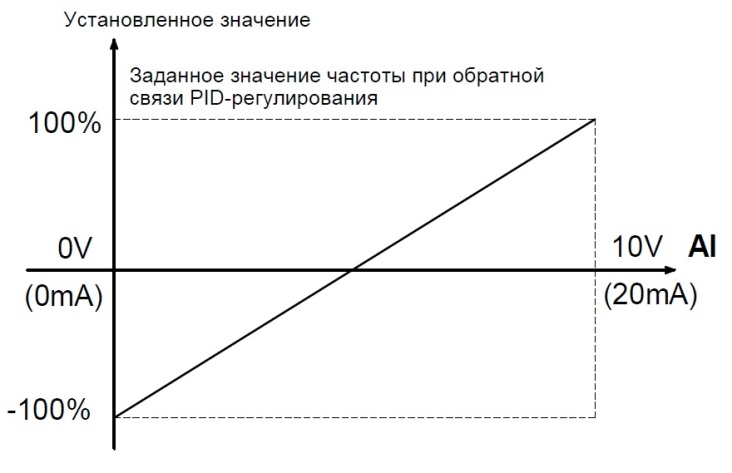 Установленное значение
Заданное значение частоты при обратной
связи PID-регулирования
100%
0V
10V AI
(0mA)
(20mA)
-100%